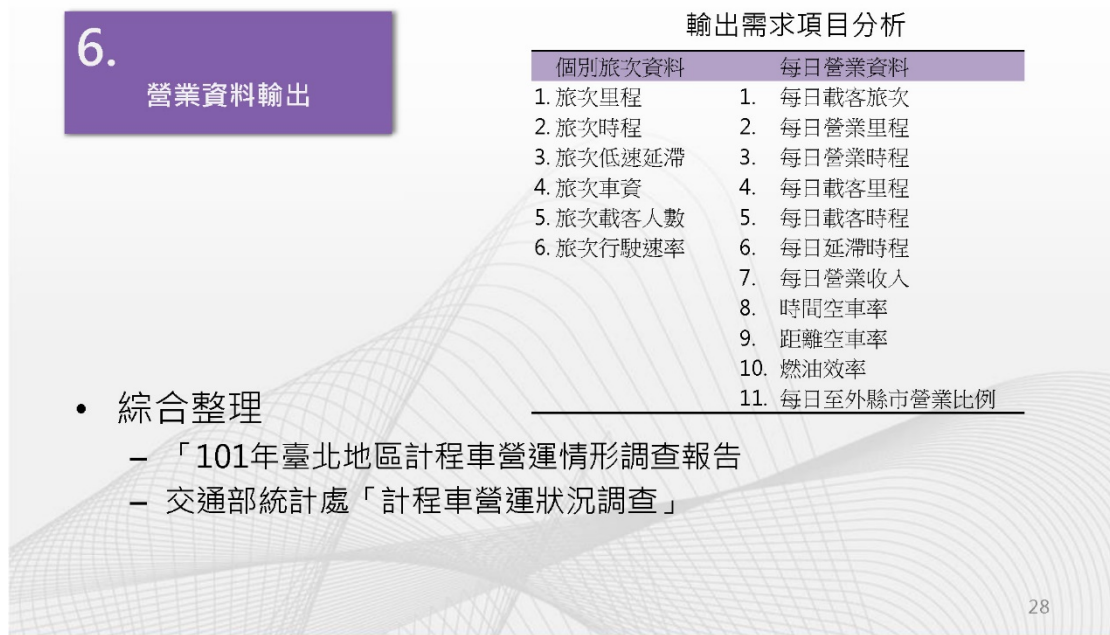 6.
營業資料輸出
輸出需求項目分析
個別旅次資料
1. 旅次里程
2. 旅次時程
3. 旅次低速延滯
4. 旅次車資
5. 旅次載客人數
6. 旅次行駛速率
每日營業資料
1. 每日載客旅次
2. 每日營業里程
3. 每日營業時程
4. 每日載客里程
5. 每日載客時程
6. 每日延滯時程
7. 每日營業收入
8. 時間空車率
9. 距離空車率
10. 燃油效率
11. 每日至外縣市營業比例
• 綜合整理
– 「101年臺北地區計程車營運情形調查報告
– 交通部統計處「計程車營運狀況調查」
28